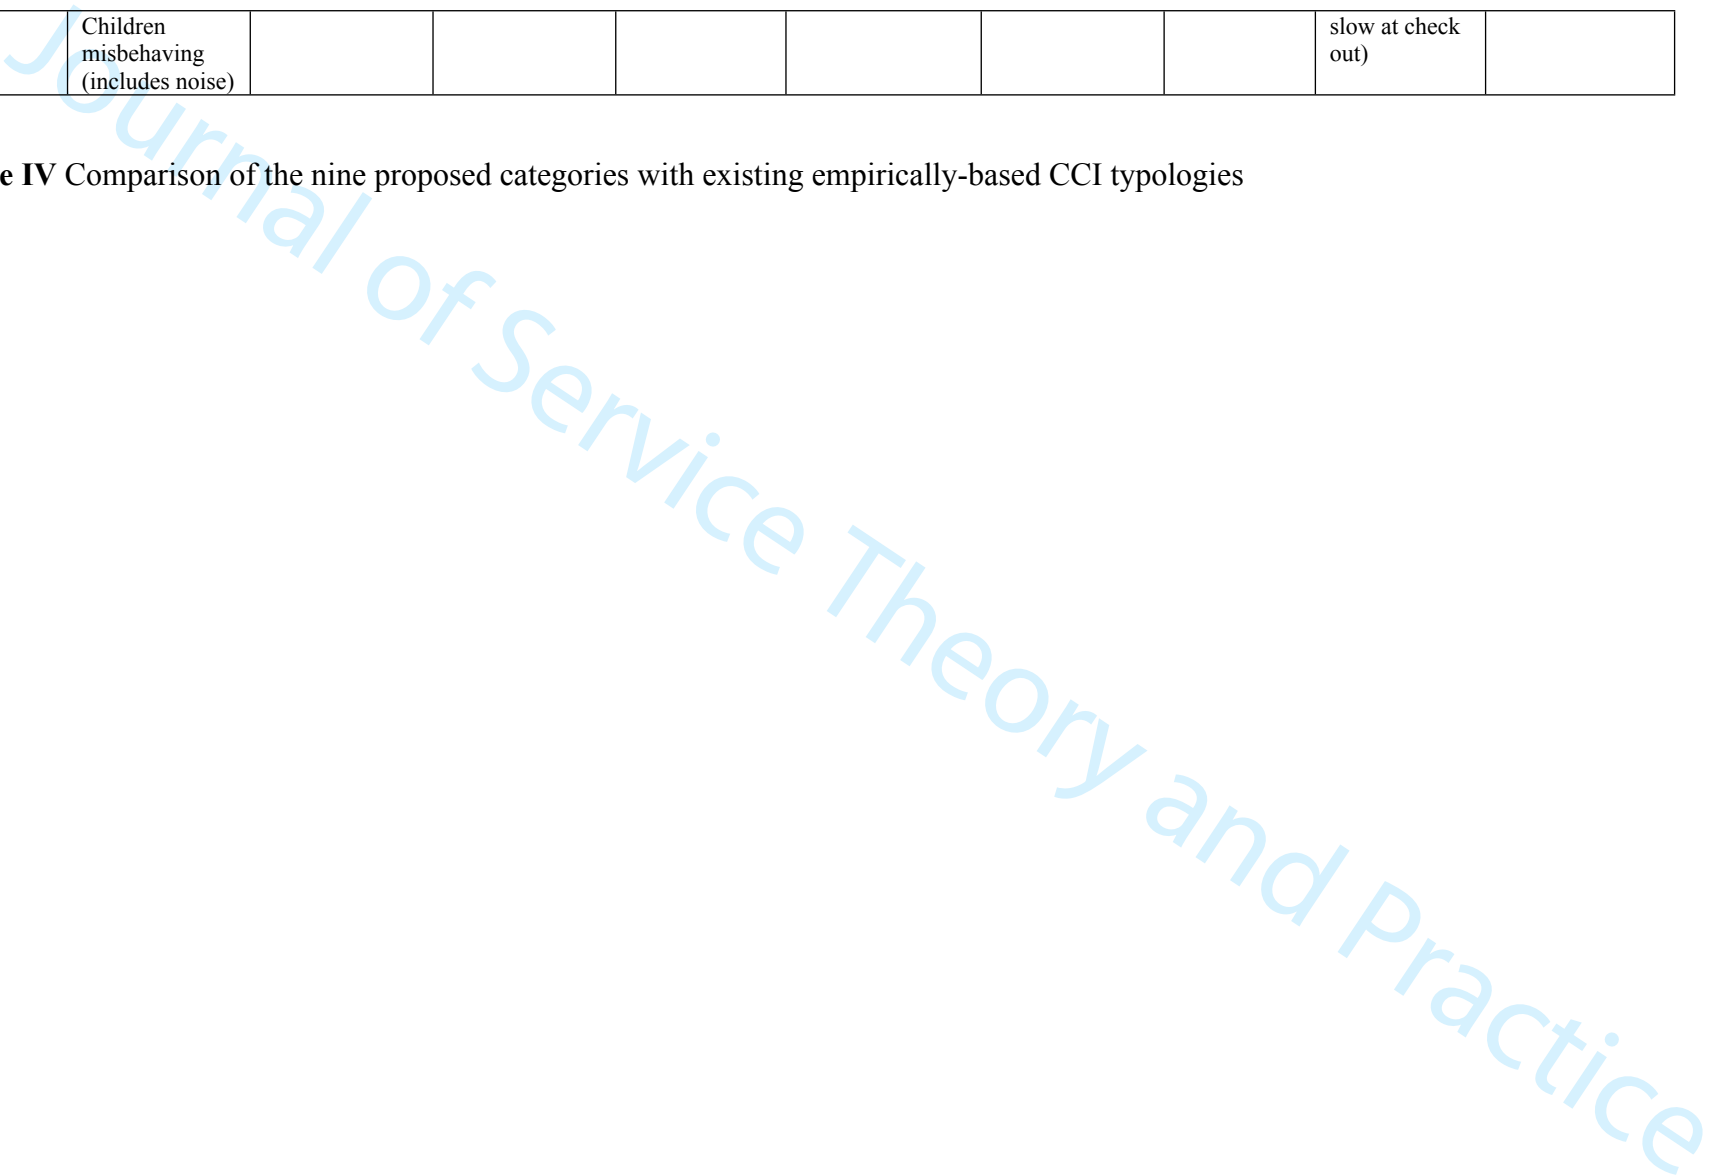 Children
misbehaving
(includes noise)
slow at check
out)
e IV Comparison of the nine proposed categories with existing empirically-based CCI typologies
Journal of Service Theory and Practice